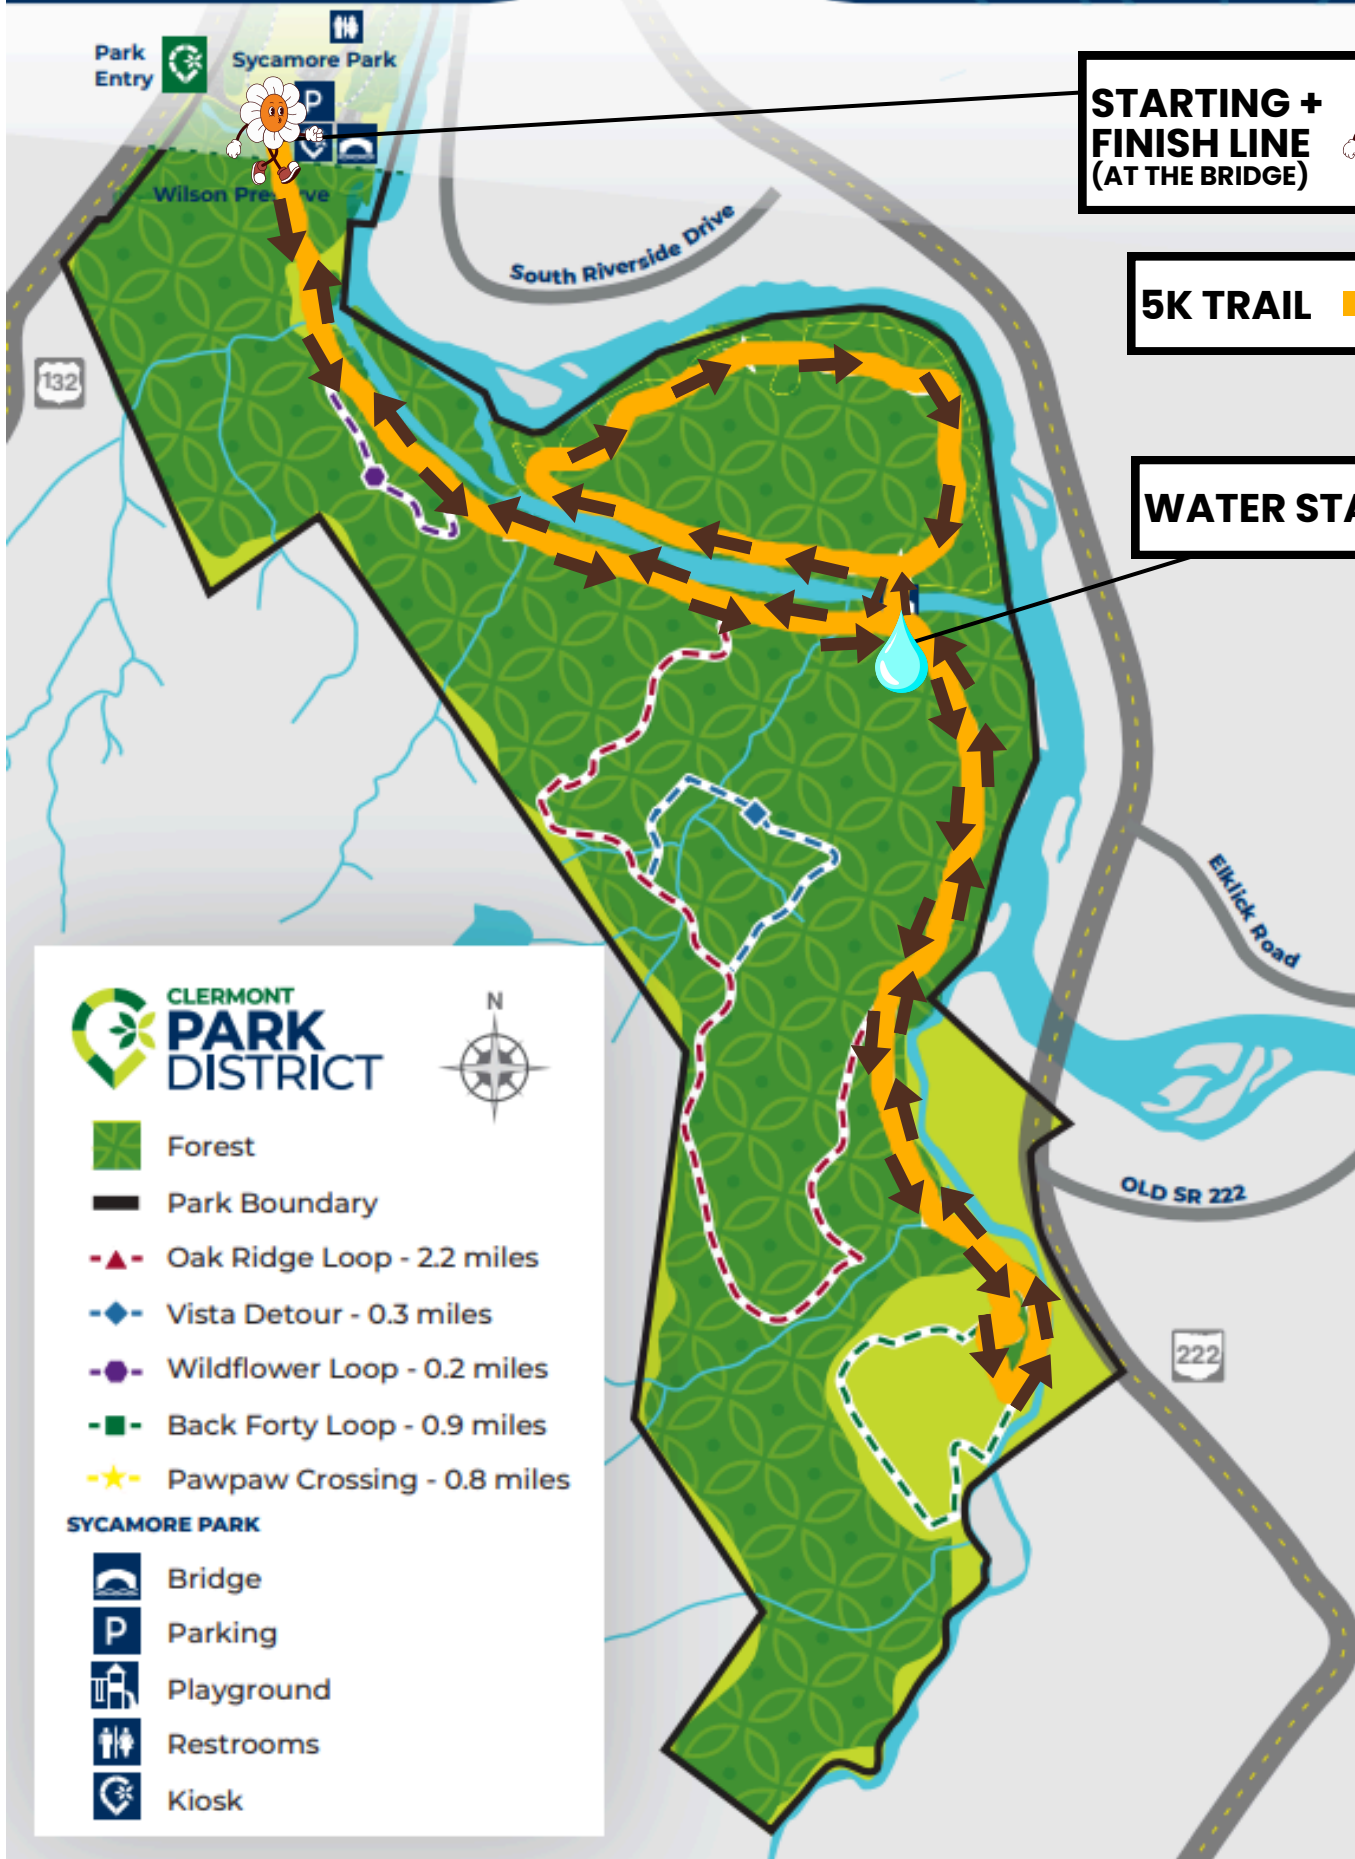 Park
Entry
Sycamore Park
P
STARTING +
FINISH LINE
(AT THE BRIDGE)
Wilson
South Riverside Drive
5K TRAIL
132
WATER
Elklick Road
OLD SR 222
222
CLERMONT
PARK
DISTRICT
N
Forest
Park Boundary
Oak Ridge Loop - 2.2 miles
Vista Detour - 0.3 miles
Wildflower Loop - 0.2 miles
Back Forty Loop - 0.9 miles
Pawpaw Crossing - 0.8 miles
SYCAMORE PARK
Bridge
P
Parking
Playground
Restrooms
Kiosk